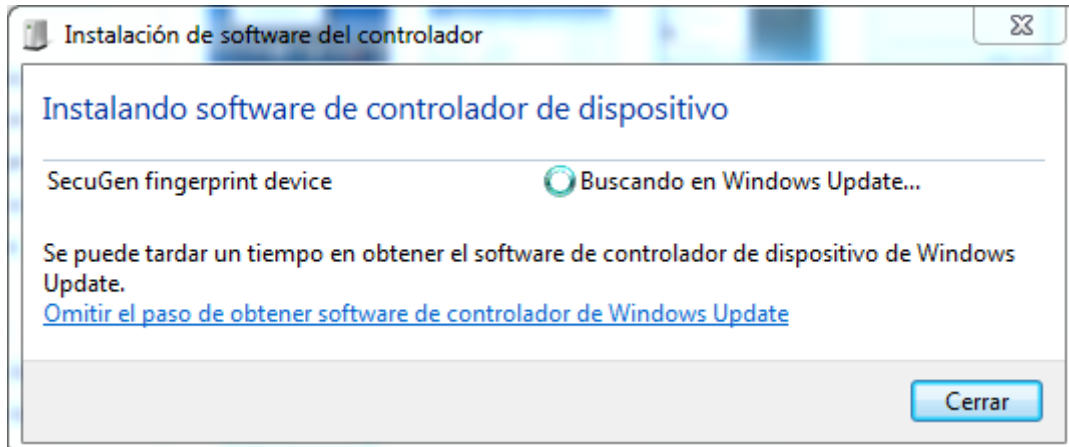 Instalación de software del controlador
Instalando software de controlador de dispositivo
SecuGen fingerprint device Buscando en Windows Update...
Se puede tardar un tiempo en obtener el software de controlador de dispositivo de Windows
Update.
Omitir el paso de obtener software de controlador de Windows Update
Cerrar